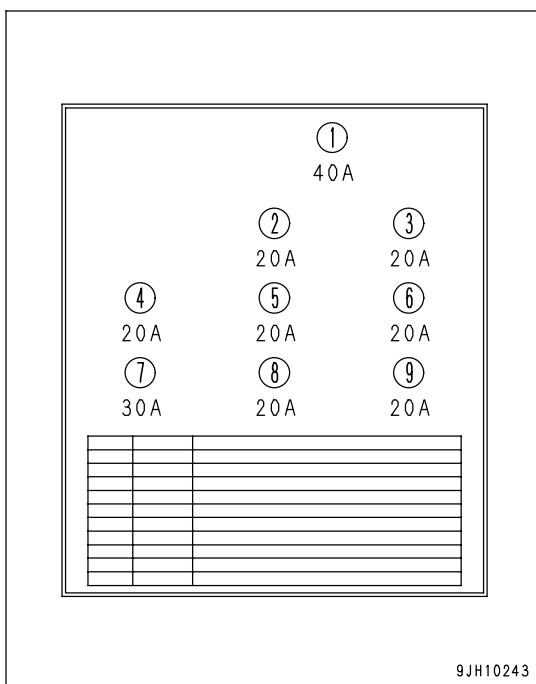 ①
40A
② ③
20A 20A
④ ⑤ ⑥
20A 20A 20A
⑦ ⑧ ⑨
30A 20A 20A
9JH10243